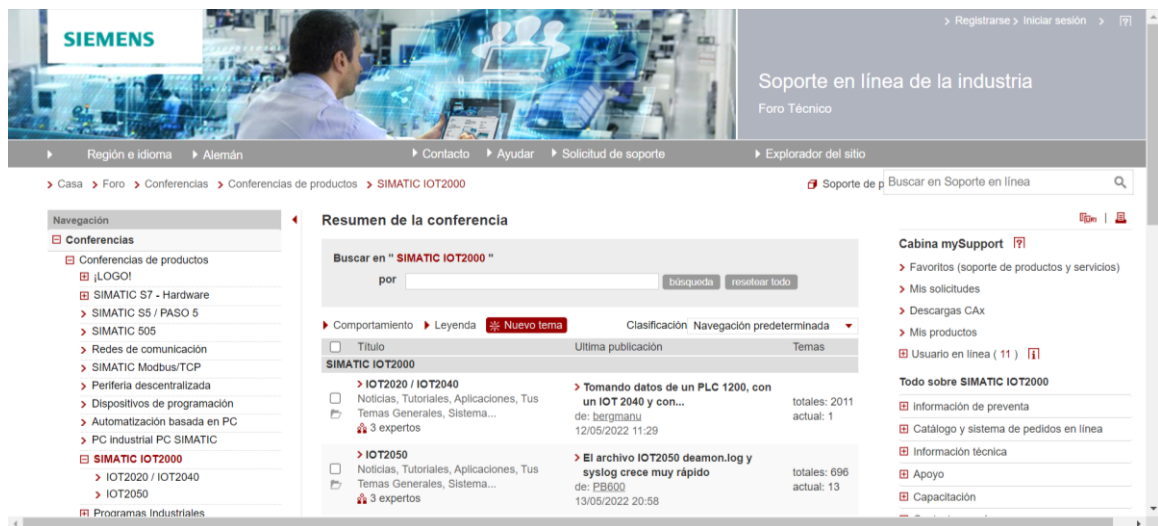 SIEMENS
> Registrarse > Iniciar sesión > [?]
Soporte en línea de la industria
Foro Técnico
Región e idioma Alemán Contacto Ayudar Solicitud de soporte Explorador del sitio
> Casa > Foro > Conferencias > Conferencias de productos > SIMATIC IOT2000
Soporte de p
Buscar en Soporte en línea
Navegación
Conferencias
Conferencias de productos
¡LOGO!
SIMATIC S7 - Hardware
SIMATIC S5 / PASO 5
SIMATIC 505
Redes de comunicación
SIMATIC Modbus/TCP
Periferia descentralizada
Dispositivos de programación
Automatización basada en PC
PC industrial PC SIMATIC
SIMATIC IOT2000
IOT2020 / IOT2040
IOT2050
Programas Industriales
Resumen de la conferencia
Buscar en " SIMATIC IOT2000 "
por
búsqueda resetear todo
Comportamiento Leyenda Nuevo tema Clasificación Navegación predeterminada
Título Ultima publicación Temas
SIMATIC IOT2000
IOT2020 / IOT2040
Noticias, Tutoriales, Aplicaciones, Tus
Temas Generales, Sistema...
3 expertos
Tomando datos de un PLC 1200, con
un IOT 2040 y con...
de: bergmanu
12/05/2022 11:29
totales: 2011
actual: 1
IOT2050
Noticias, Tutoriales, Aplicaciones, Tus
Temas Generales, Sistema...
3 expertos
El archivo IOT2050 deamon.log y
syslog crece muy rápido
de: PB600
13/05/2022 20:58
totales: 696
actual: 13
Cabina mySupport [?]
Favoritos (soporte de productos y servicios)
Mis solicitudes
Descargas CAx
Mis productos
Usuario en línea ( 11 )
Todo sobre SIMATIC IOT2000
información de preventa
Catálogo y sistema de pedidos en línea
Información técnica
Apoyo
Capacitación